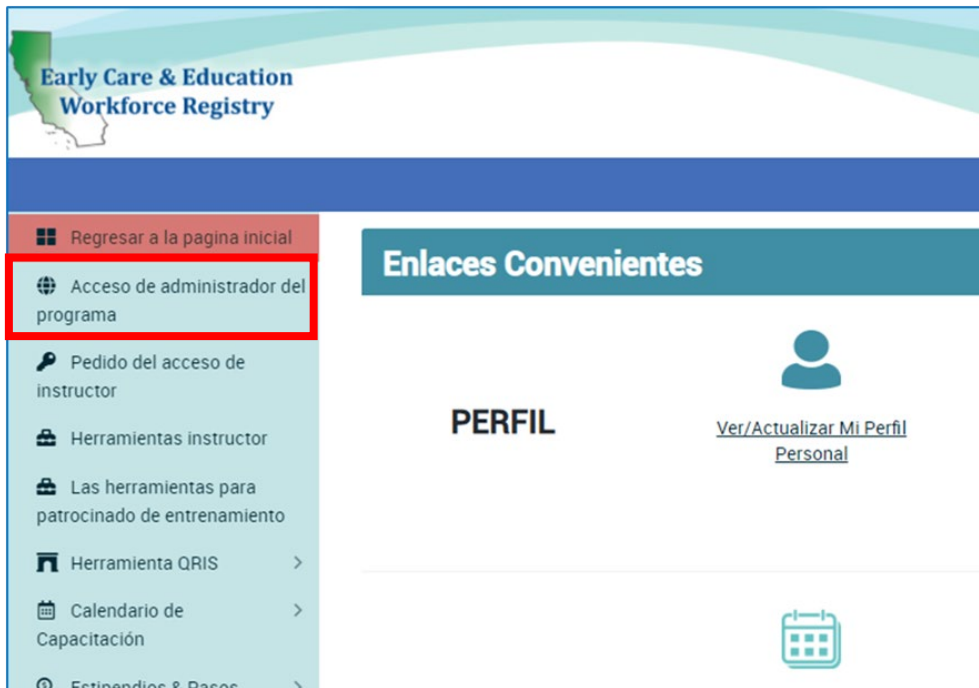 Early Care & Education
Workforce Registry
Regresar a la pagina inicial
Acceso de administrador del
programa
Pedido del acceso de
instructor
Herramientas instructor
Las herramientas para
patrocinado de entrenamiento
Herramienta QRIS
Calendario de
Capacitación
Estipendios & Pasos
Enlaces Convenientes
PERFIL
Ver/Actualizar Mi Perfil
Personal